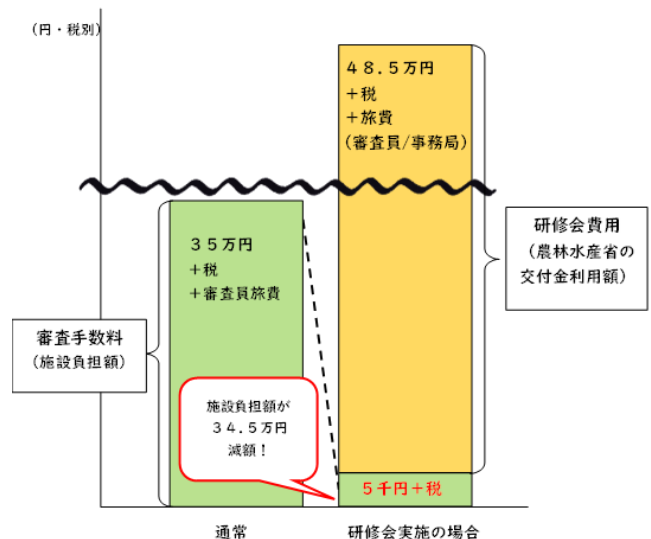 （円・税別）
４８.５万円
＋税
＋旅費
（審査員/事務局）
３５万円
＋税
＋審査員旅費
研修会費用
（農林水産省の
交付金利用額）
審査手数料
（施設負担額）
施設負担額が
３４.５万円
減額！
５千円＋税
通常
研修会実施の場合